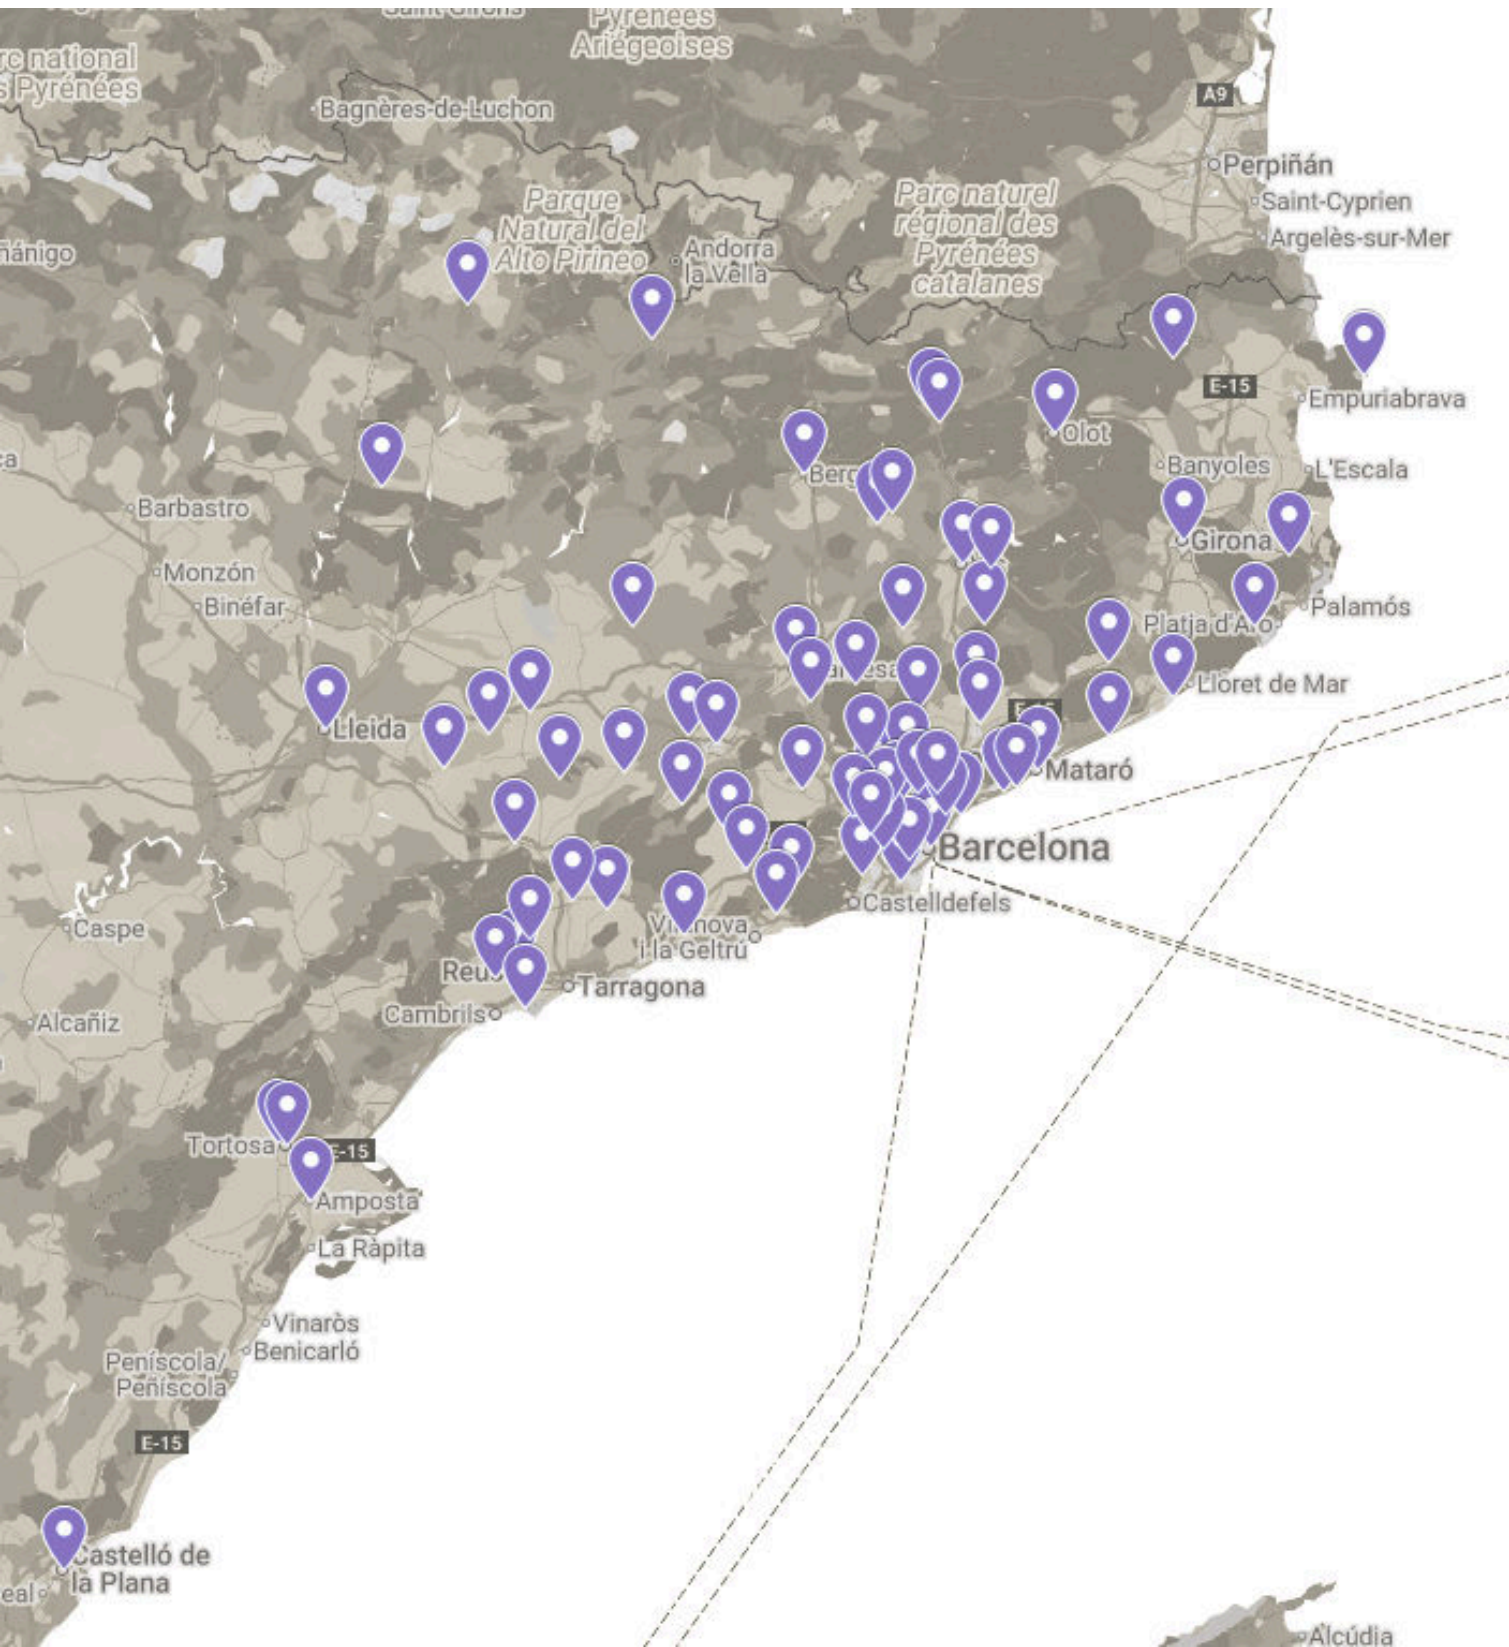 Pyrénées
Ariégeoises
national
Pyrénées
Bagnères-de-Luchon
A9
Perpiñán
Saint-Cyprien
Argelès-sur-Mer
Parque
Natural del
Alto Pirineo
Andorra
la Vella
Parc naturel
régional des
Pyrénées
catalanes
E-15
Empuriabrava
Olot
Banyoles
L'Escala
Barbastro
Girona
Monzón
Binéfar
Palamós
Platja d'Aro
Lloret de Mar
Lleida
Mataró
Barcelona
Castelldefels
Caspe
i la Geltrú
Tarragona
Cambrils
Alcañiz
Tortosa
E-15
Amposta
La Ràpita
Vinaròs
Benicarló
Peníscola/
Peñíscola
E-15
Castelló de
la Plana
Alcúdia